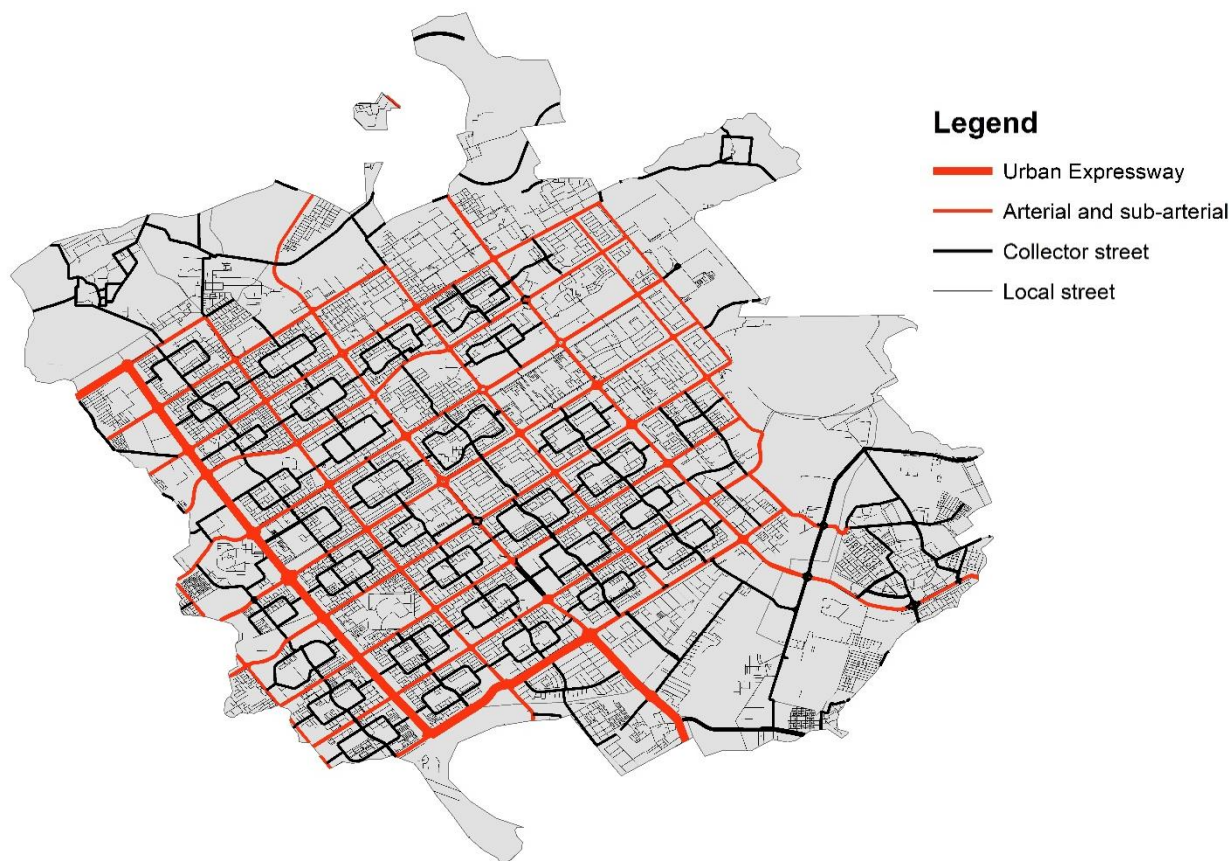 Legend
Urban Expressway
Arterial and sub-arterial
Collector street
Local street